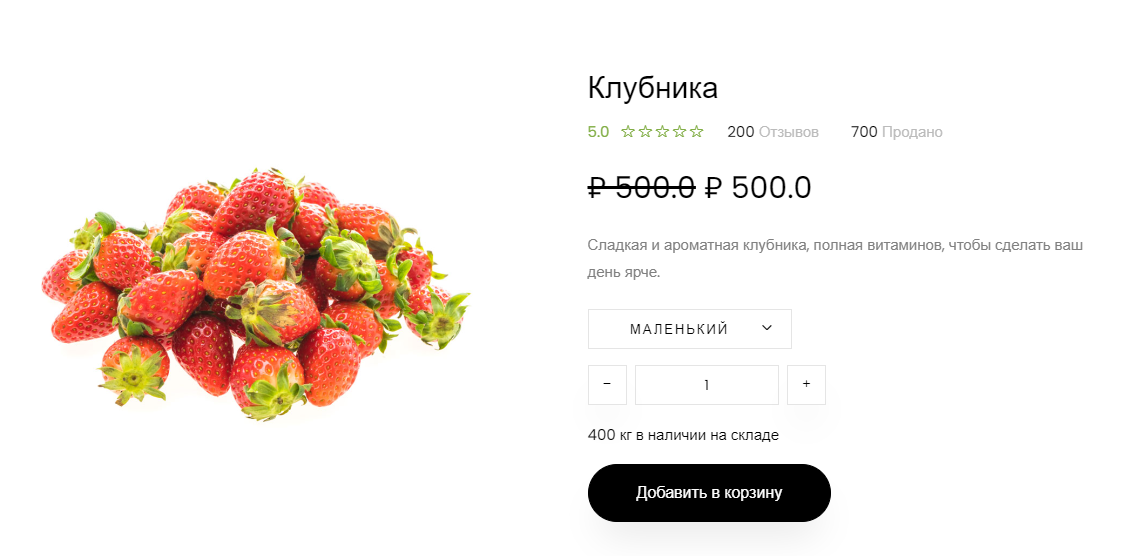 Клубника
5.0 ☆☆☆☆☆ 200 Отзывов 700 Продано
₽ 500.0 ₽ 500.0
Сладкая и ароматная клубника, полная витаминов, чтобы сделать ваш
день ярче.
МАЛЕНЬКИЙ
− 1 +
400 кг в наличии на складе
Добавить в корзину